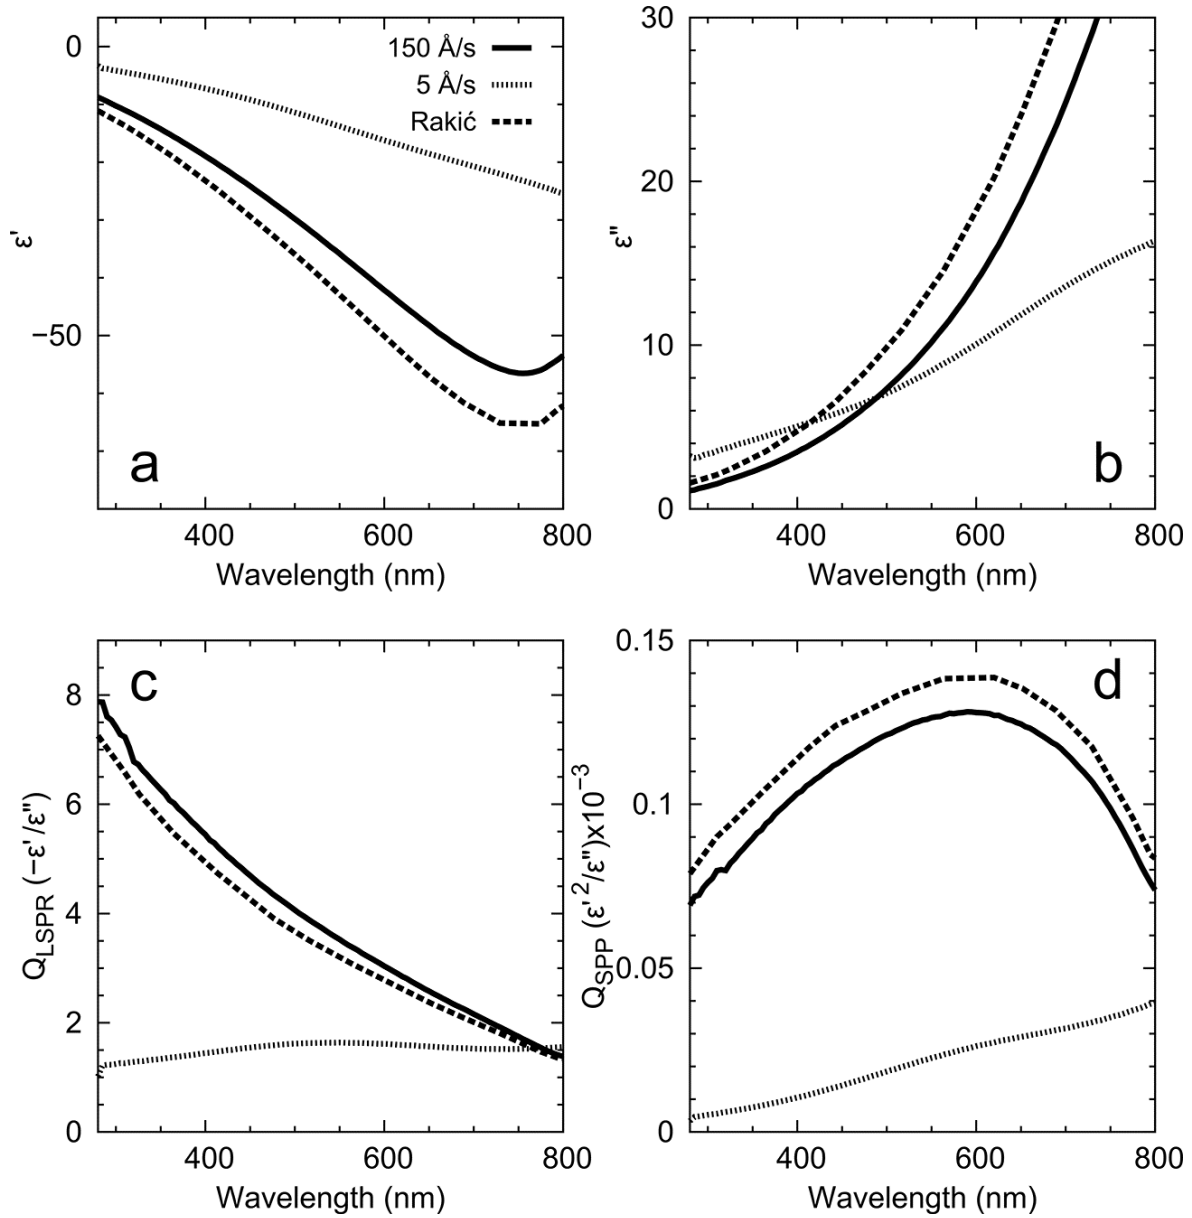 0
−50
ε'
150 Å/s
5 Å/s
Rakić
a
400 600 800
Wavelength (nm)
30
20
10
0
ε"
b
400 600 800
Wavelength (nm)
8
6
4
2
0
Q_LSPR (−ε'/ε")
c
400 600 800
Wavelength (nm)
0.15
0.1
0.05
0
Q_SPP (ε'²/ε")x10⁻³
d
400 600 800
Wavelength (nm)